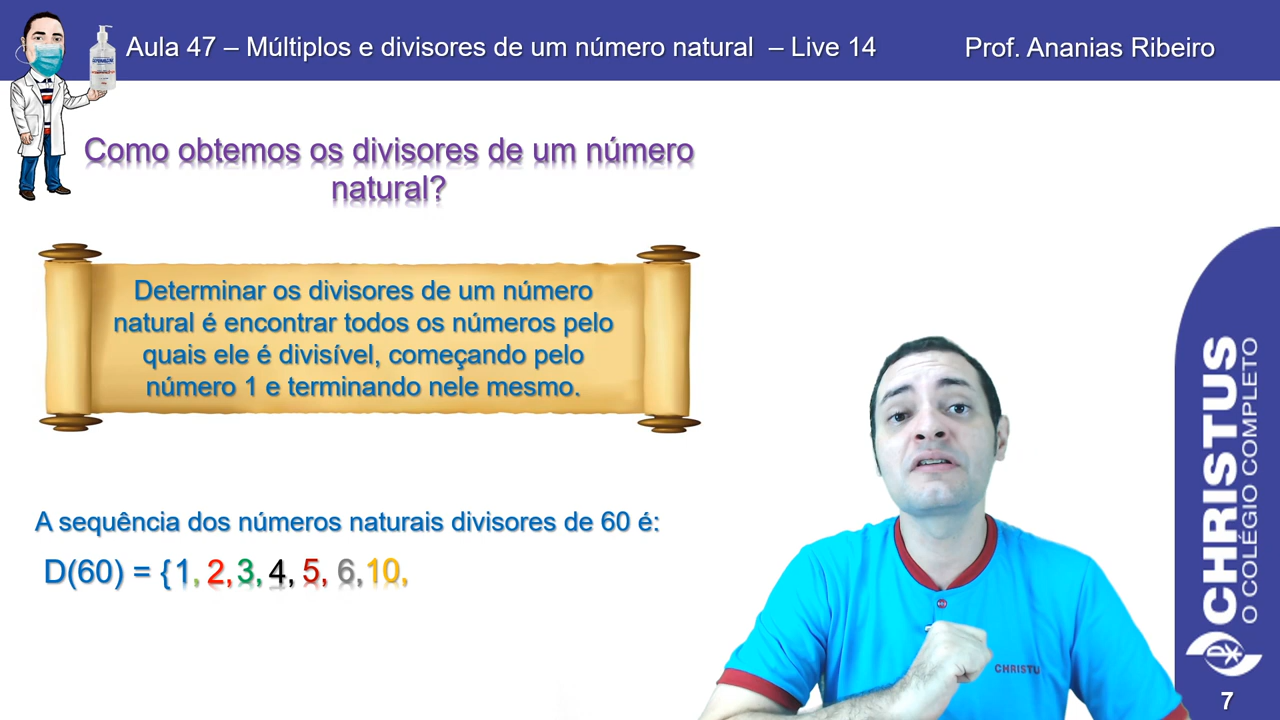 Aula 47 – Múltiplos e divisores de um número natural – Live 14
Prof. Ananias Ribeiro
Como obtemos os divisores de um número
natural?
Determinar os divisores de um número
natural é encontrar todos os números pelo
quais ele é divisível, começando pelo
número 1 e terminando nele mesmo.
A sequência dos números naturais divisores de 60 é:
D(60) = {1, 2, 3, 4, 5, 6, 10,
CHRISTUS
O COLÉGIO COMPLETO
7